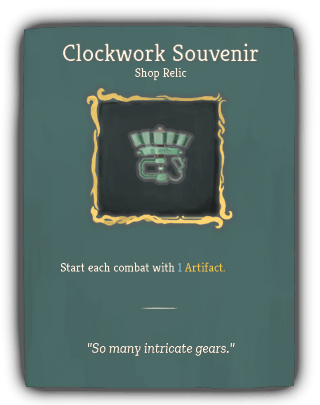 Clockwork Souvenir
Shop Relic
Start each combat with 1 Artifact.
"So many intricate gears."